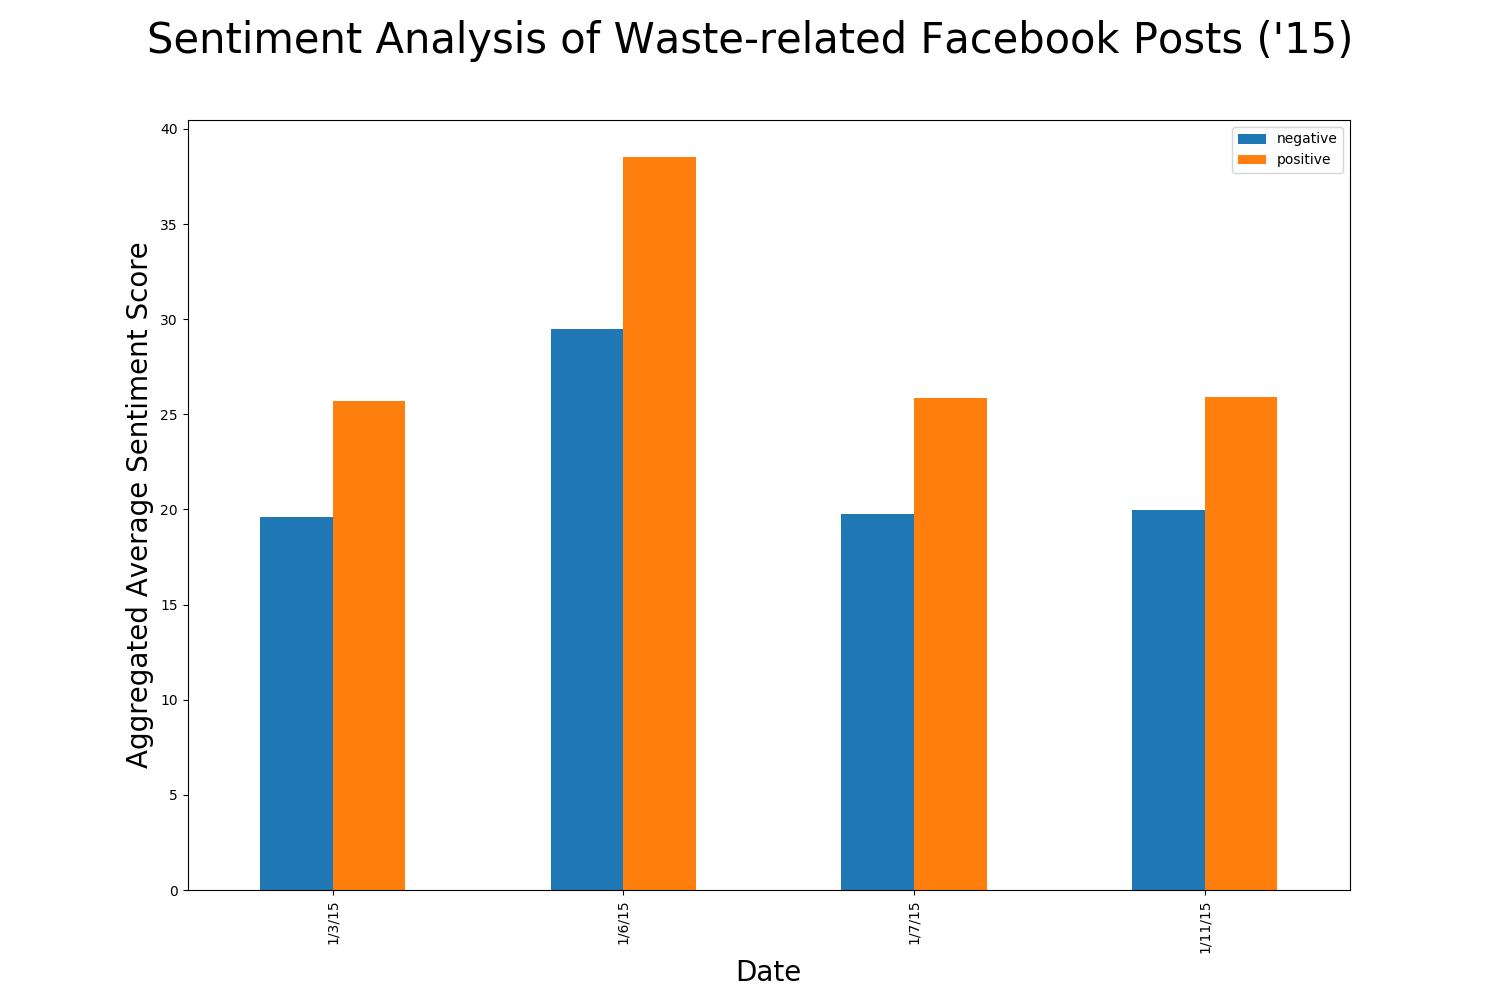 Sentiment Analysis of Waste-related Facebook Posts ('15)
negative
positive
Aggregated Average Sentiment Score
40
35
30
25
20
15
10
5
0
1/3/15
1/6/15
1/7/15
1/11/15
Date